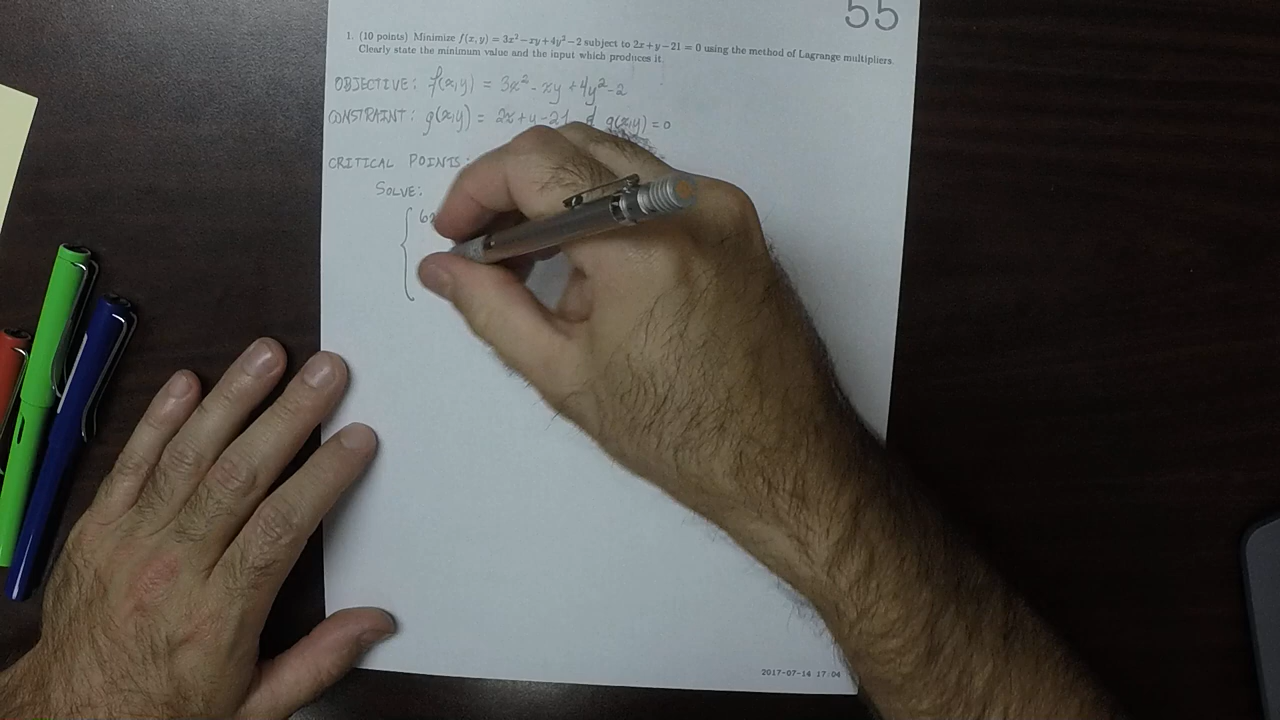 55
1. (10 points) Minimize f(x, y) = 3x² − xy + 4y² − 2 subject to 2x + y − 21 = 0 using the method of Lagrange multipliers.
Clearly state the minimum value and the input which produces it.
OBJECTIVE: f(x,y) = 3x² - xy + 4y² - 2
CONSTRAINT: g(x,y) = 2x + y - 21 g(x,y) = 0
CRITICAL POINTS:
SOLVE:
{ 6x
2017-07-14 17:04